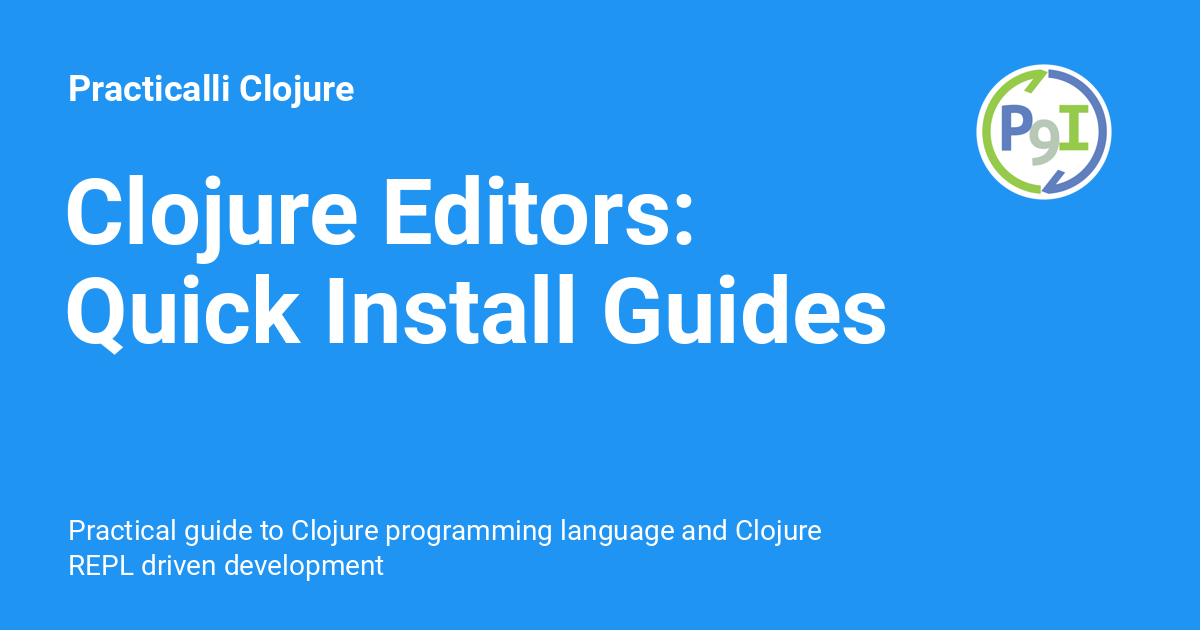 Practicalli Clojure
P9I
Clojure Editors:
Quick Install Guides
Practical guide to Clojure programming language and Clojure
REPL driven development